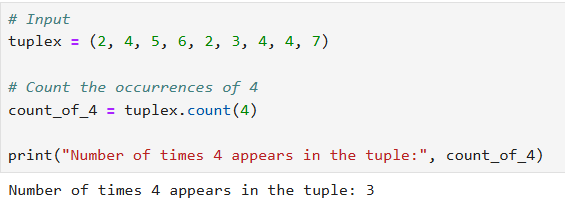 # Input
tuplex = (2, 4, 5, 6, 2, 3, 4, 4, 7)
# Count the occurrences of 4
count_of_4 = tuplex.count(4)
print("Number of times 4 appears in the tuple:", count_of_4)
Number of times 4 appears in the tuple: 3